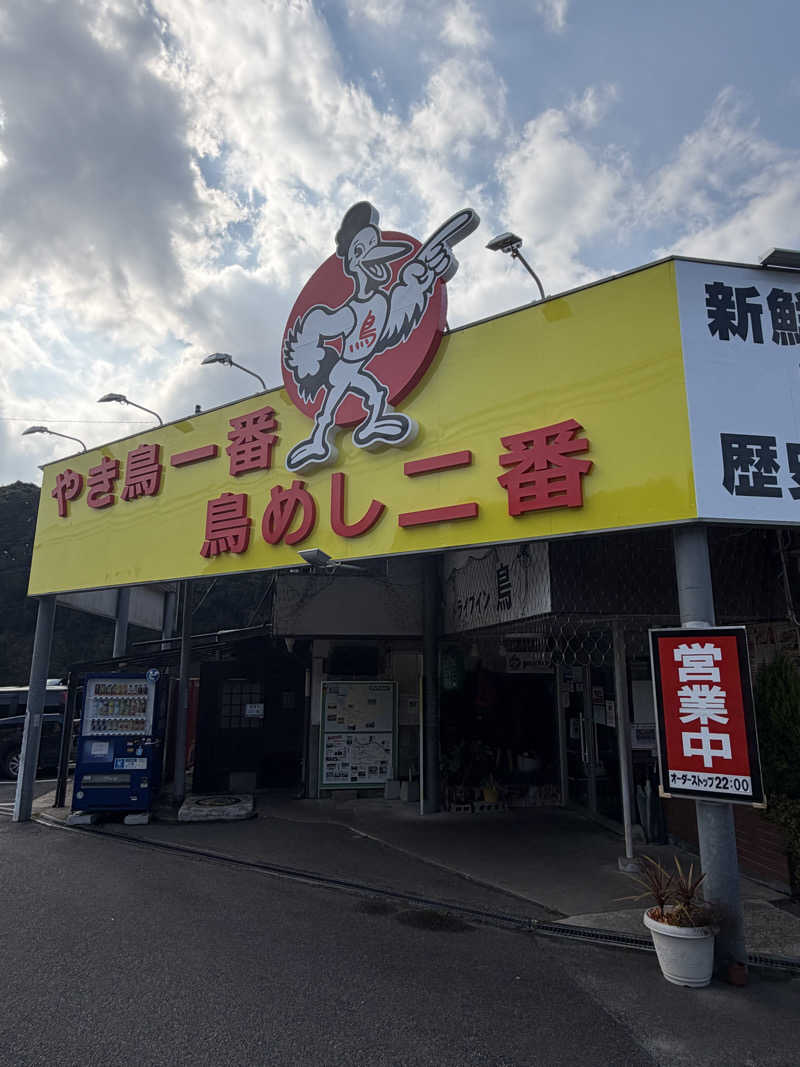 鳥
やき鳥一番
鳥めし二番
新鮮
歴史
ドライブイン 鳥
営業中
オーダーストップ22:00